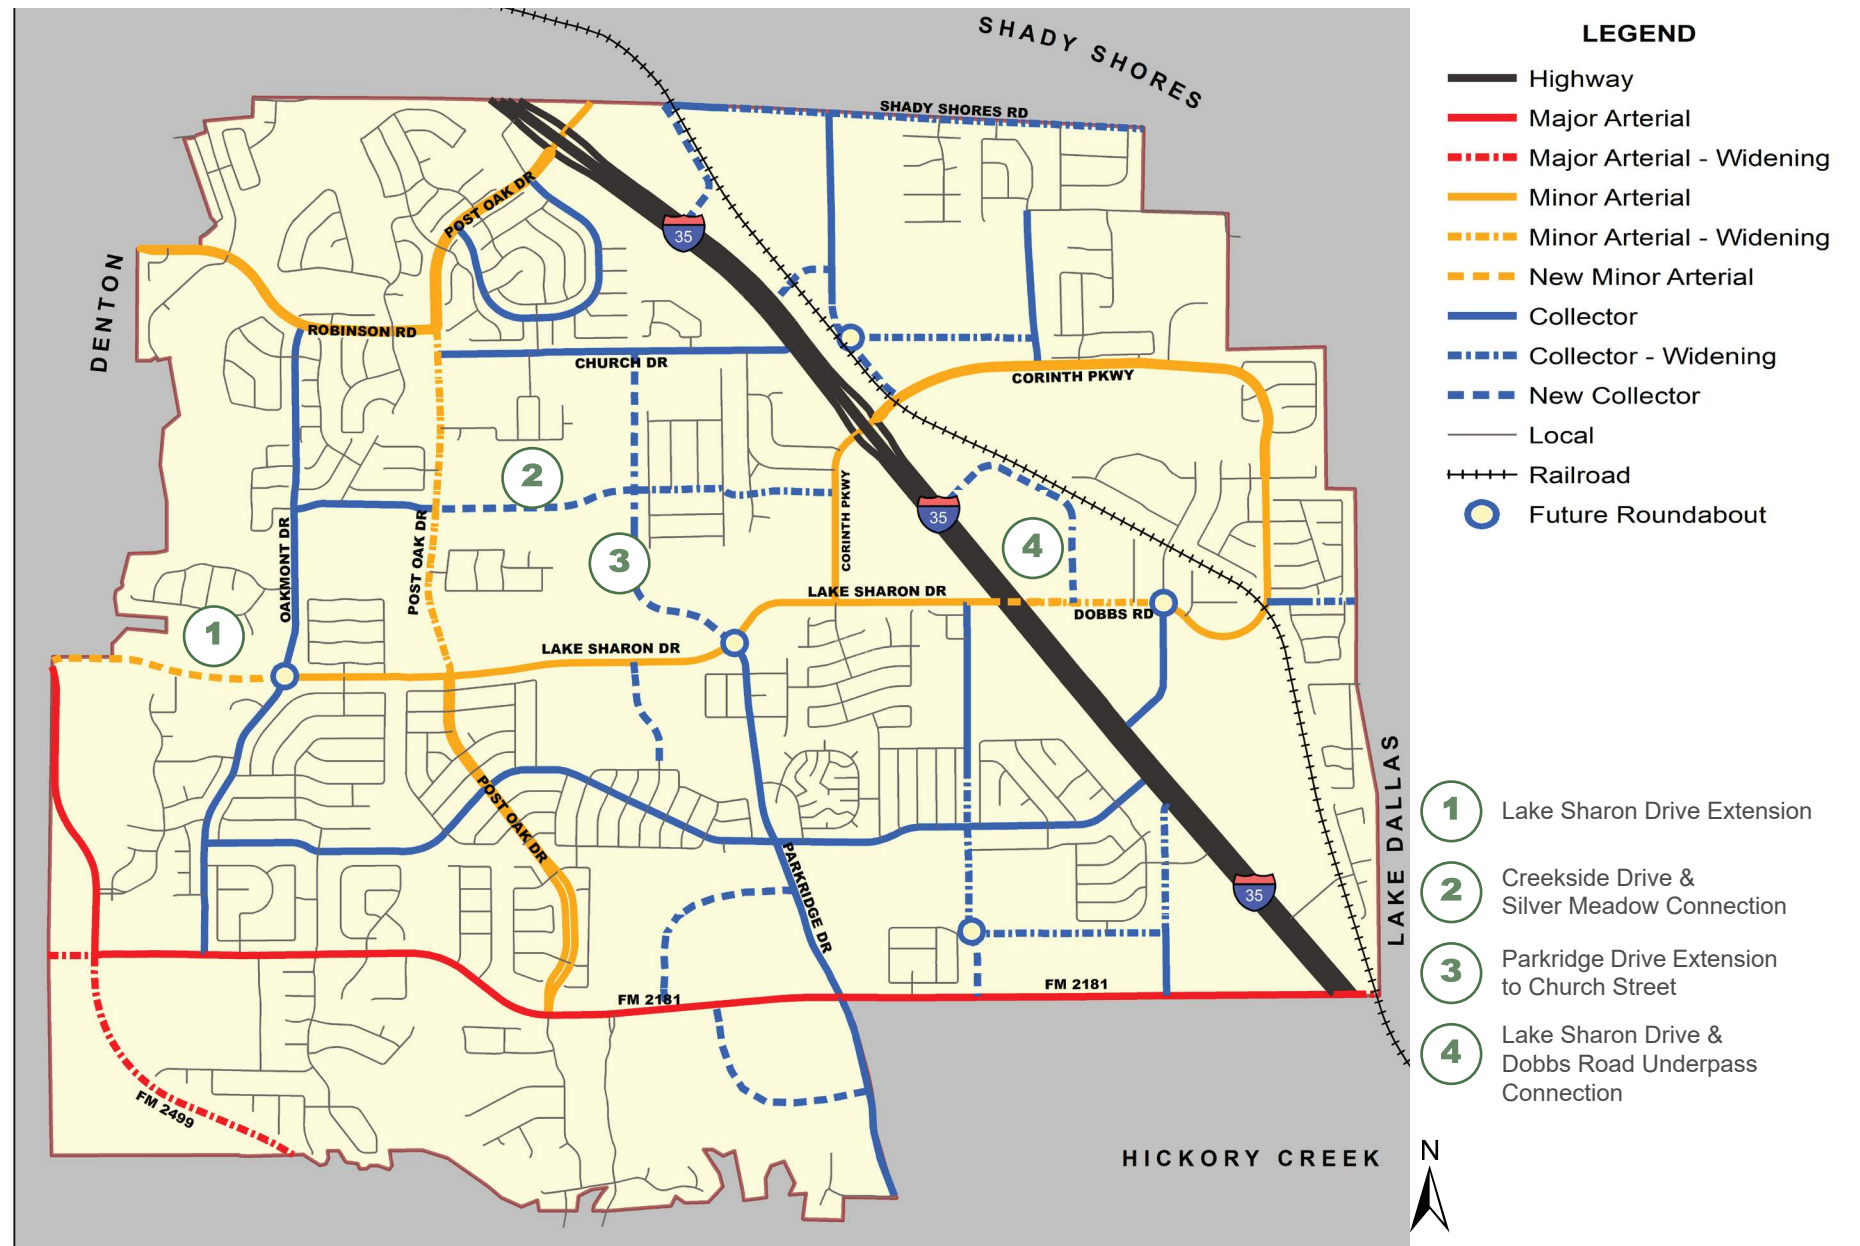 SHADY SHORES
SHADY SHORES RD
POST OAK DR
35
DENTON
ROBINSON RD
CHURCH DR
CORINTH PKWY
2
OAKMONT DR
POST OAK DR
CORINTH PKWY
35
4
3
LAKE SHARON DR
DOBBS RD
1
LAKE SHARON DR
POST OAK DR
PARKRIDGE DR
35
LAKE DALLAS
FM 2181
FM 2181
FM 2499
HICKORY CREEK
LEGEND
Highway
Major Arterial
Major Arterial - Widening
Minor Arterial
Minor Arterial - Widening
New Minor Arterial
Collector
Collector - Widening
New Collector
Local
Railroad
Future Roundabout
1 Lake Sharon Drive Extension
2 Creekside Drive &
Silver Meadow Connection
3 Parkridge Drive Extension
to Church Street
4 Lake Sharon Drive &
Dobbs Road Underpass
Connection
N